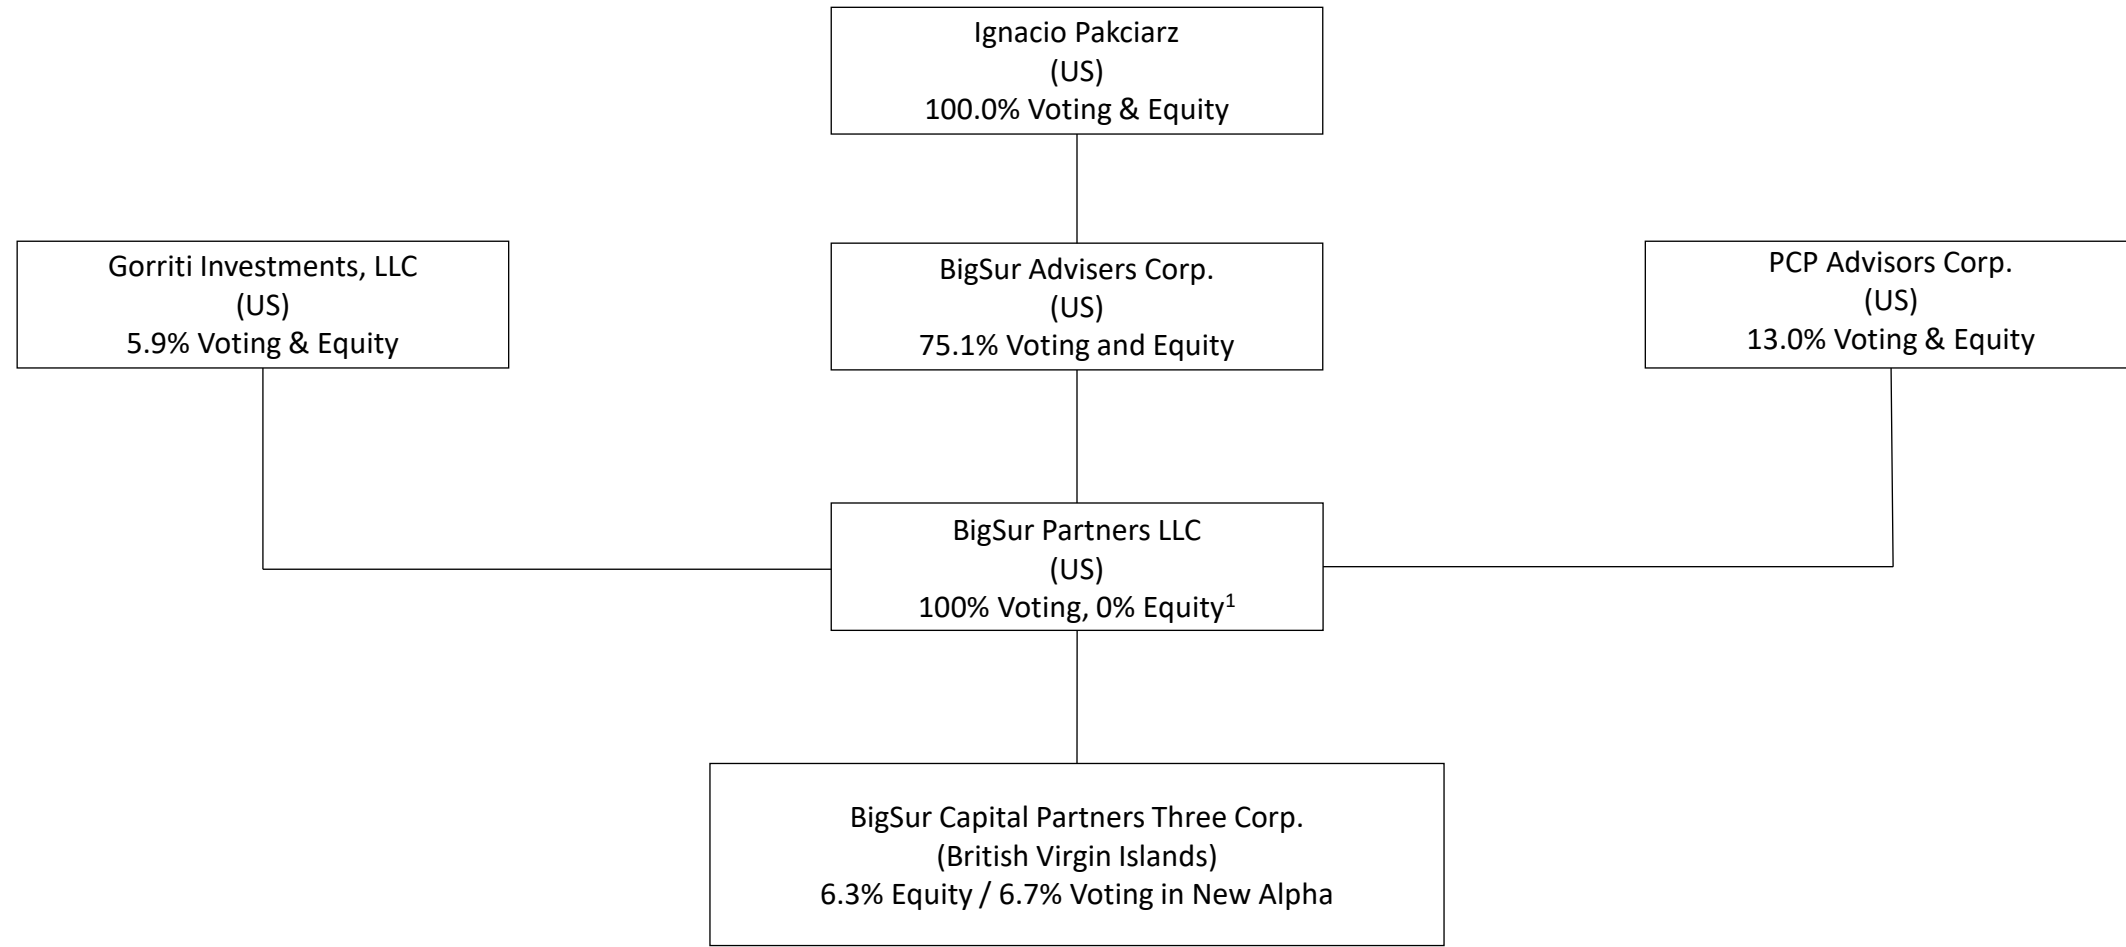 Ignacio Pakciarz
(US)
100.0% Voting & Equity
Gorriti Investments, LLC
(US)
5.9% Voting & Equity
BigSur Advisers Corp.
(US)
75.1% Voting and Equity
PCP Advisors Corp.
(US)
13.0% Voting & Equity
BigSur Partners LLC
(US)
100% Voting, 0% Equity¹
BigSur Capital Partners Three Corp.
(British Virgin Islands)
6.3% Equity / 6.7% Voting in New Alpha